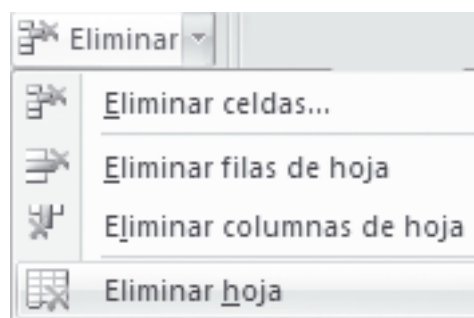 Eliminar
Eliminar celdas...
Eliminar filas de hoja
Eliminar columnas de hoja
Eliminar hoja